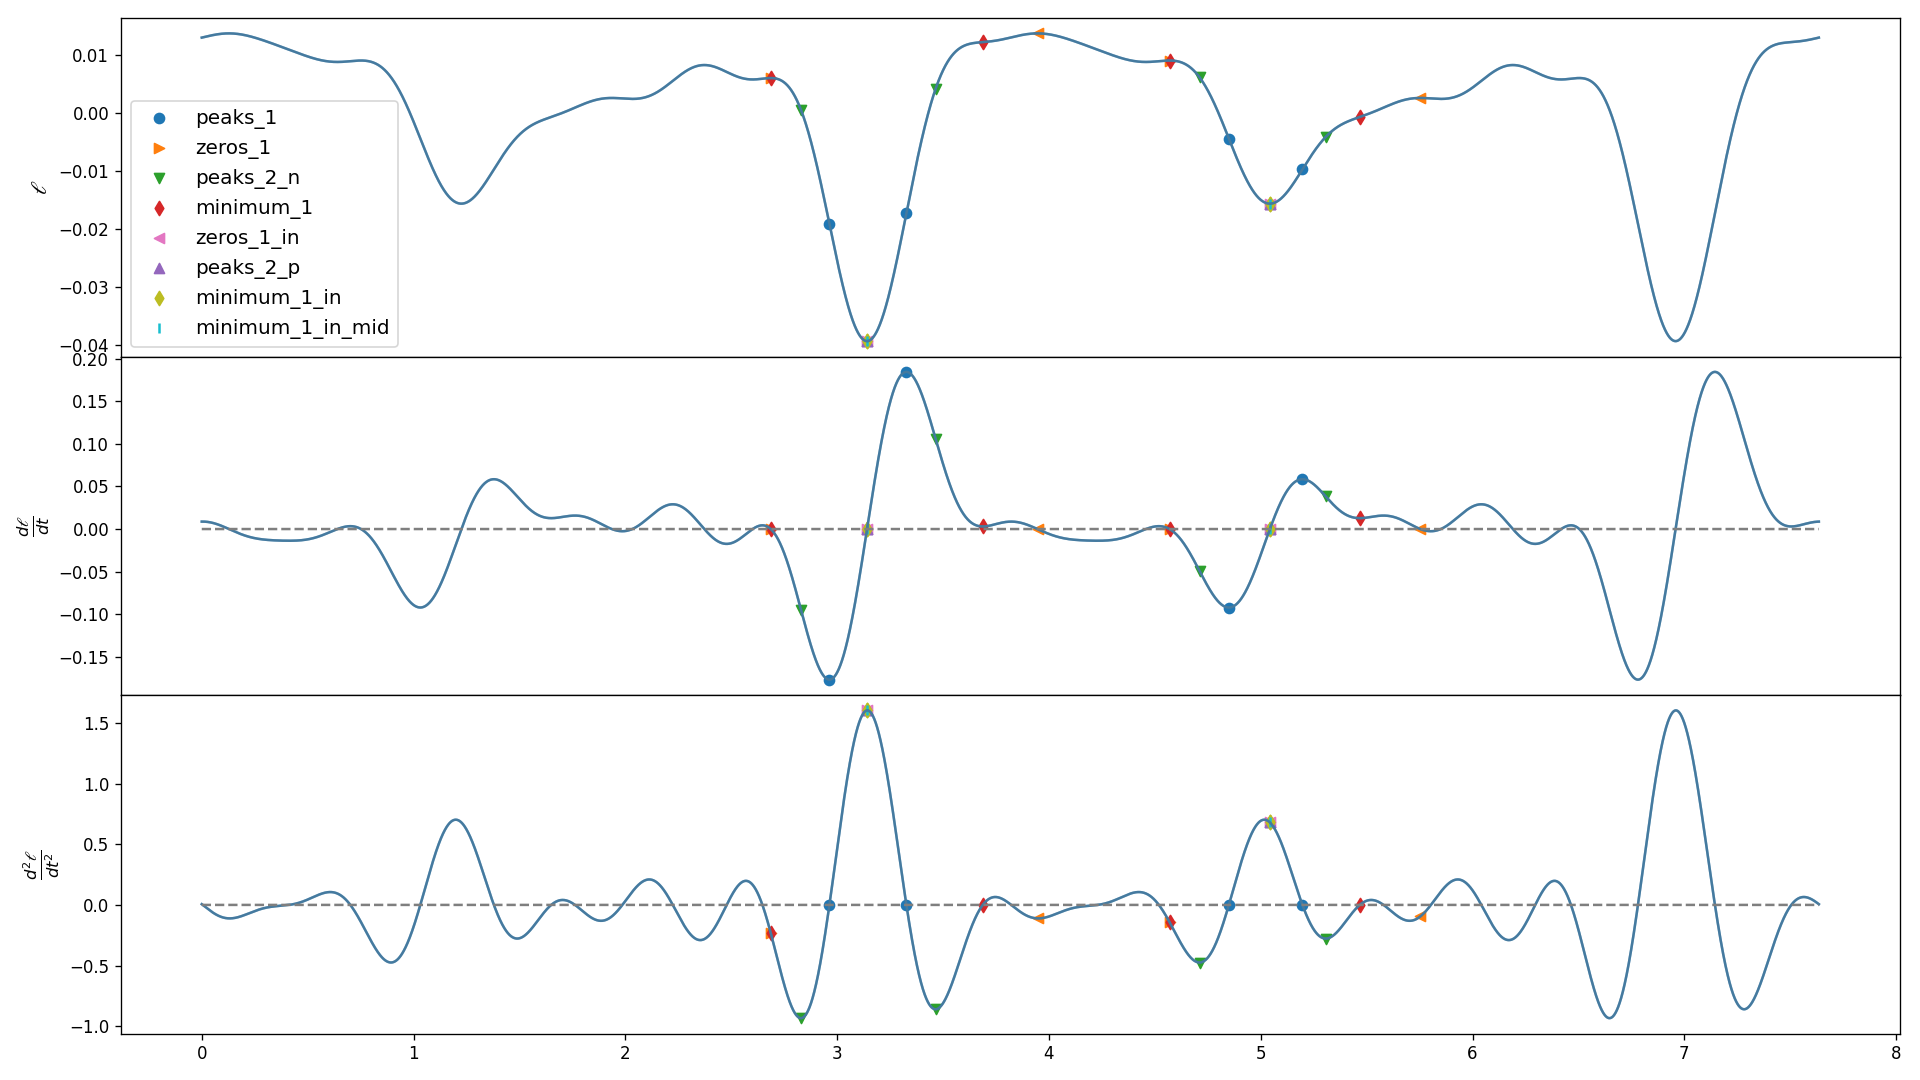 0.01
0.00
−0.01
−0.02
−0.03
−0.04
ℓ
peaks_1
zeros_1
peaks_2_n
minimum_1
zeros_1_in
peaks_2_p
minimum_1_in
minimum_1_in_mid
0.20
0.15
0.10
0.05
0.00
−0.05
−0.10
−0.15
dℓ
dt
1.5
1.0
0.5
0.0
−0.5
−1.0
d²ℓ
dt²
0 1 2 3 4 5 6 7 8